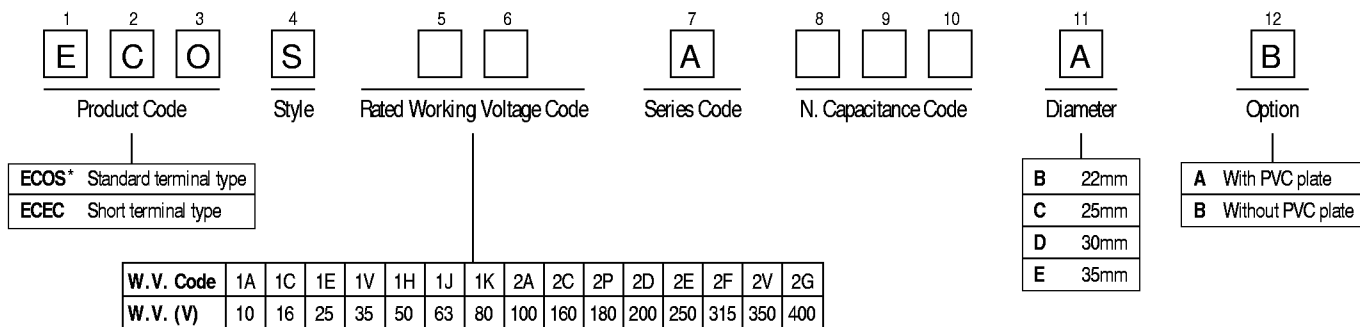 1 2 3 4 5 6 7 8 9 10 11 12
E C O S A A B
Product Code Style Rated Working Voltage Code Series Code N. Capacitance Code Diameter Option
ECOS* Standard terminal type
ECEC Short terminal type
B 22mm
C 25mm
D 30mm
E 35mm
A With PVC plate
B Without PVC plate
W.V. Code 1A 1C 1E 1V 1H 1J 1K 2A 2C 2P 2D 2E 2F 2V 2G
W.V. (V) 10 16 25 35 50 63 80 100 160 180 200 250 315 350 400